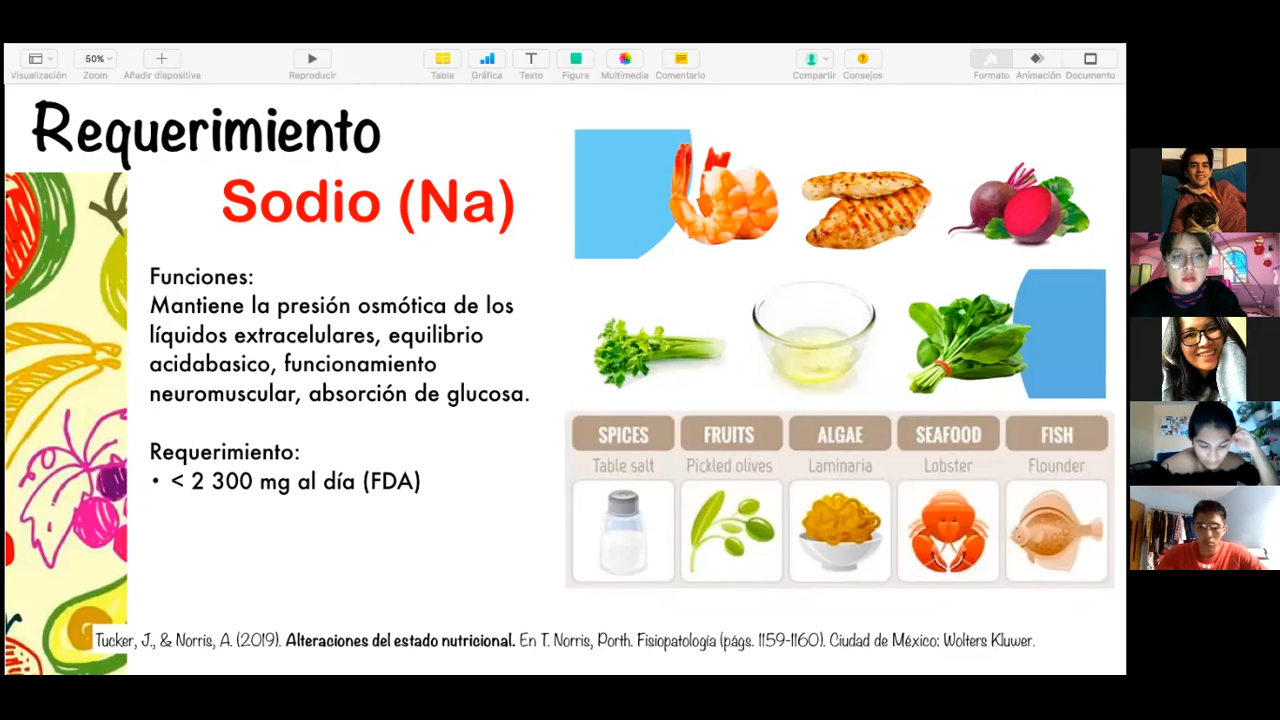 50%
Visualización
Zoom
Añadir diapositiva
Reproducir
Tabla
Gráfica
Texto
Figura
Multimedia
Comentario
Compartir
Consejos
Formato
Animación
Documento
Requerimiento
Sodio (Na)
Funciones:
Mantiene la presión osmótica de los
líquidos extracelulares, equilibrio
acidabasico, funcionamiento
neuromuscular, absorción de glucosa.
Requerimiento:
• < 2 300 mg al día (FDA)
SPICES
FRUITS
ALGAE
SEAFOOD
FISH
Table salt
Pickled olives
Laminaria
Lobster
Flounder
Tucker, J., & Norris, A. (2019). Alteraciones del estado nutricional. En T. Norris, Porth. Fisiopatología (págs. 1159-1160). Ciudad de México: Wolters Kluwer.